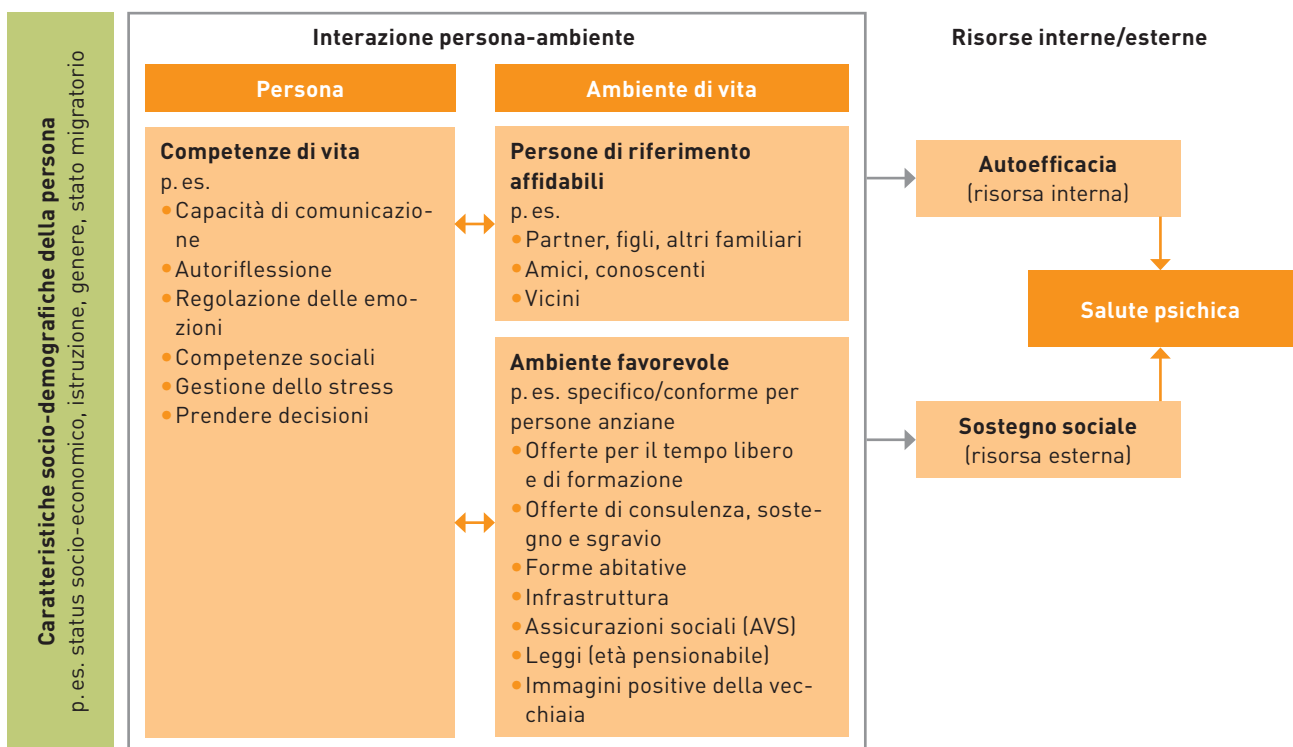 Caratteristiche socio-demografiche della persona
p. es. status socio-economico, istruzione, genere, stato migratorio
Interazione persona-ambiente
Persona
Competenze di vita
p. es.
• Capacità di comunicazio-
ne
• Autoriflessione
• Regolazione delle emo-
zioni
• Competenze sociali
• Gestione dello stress
• Prendere decisioni
Ambiente di vita
Persone di riferimento
affidabili
p. es.
• Partner, figli, altri familiari
• Amici, conoscenti
• Vicini
Ambiente favorevole
p. es. specifico/conforme per
persone anziane
• Offerte per il tempo libero
e di formazione
• Offerte di consulenza, soste-
gno e sgravio
• Forme abitative
• Infrastruttura
• Assicurazioni sociali (AVS)
• Leggi (età pensionabile)
• Immagini positive della vec-
chiaia
Risorse interne/esterne
Autoefficacia
(risorsa interna)
Salute psichica
Sostegno sociale
(risorsa esterna)